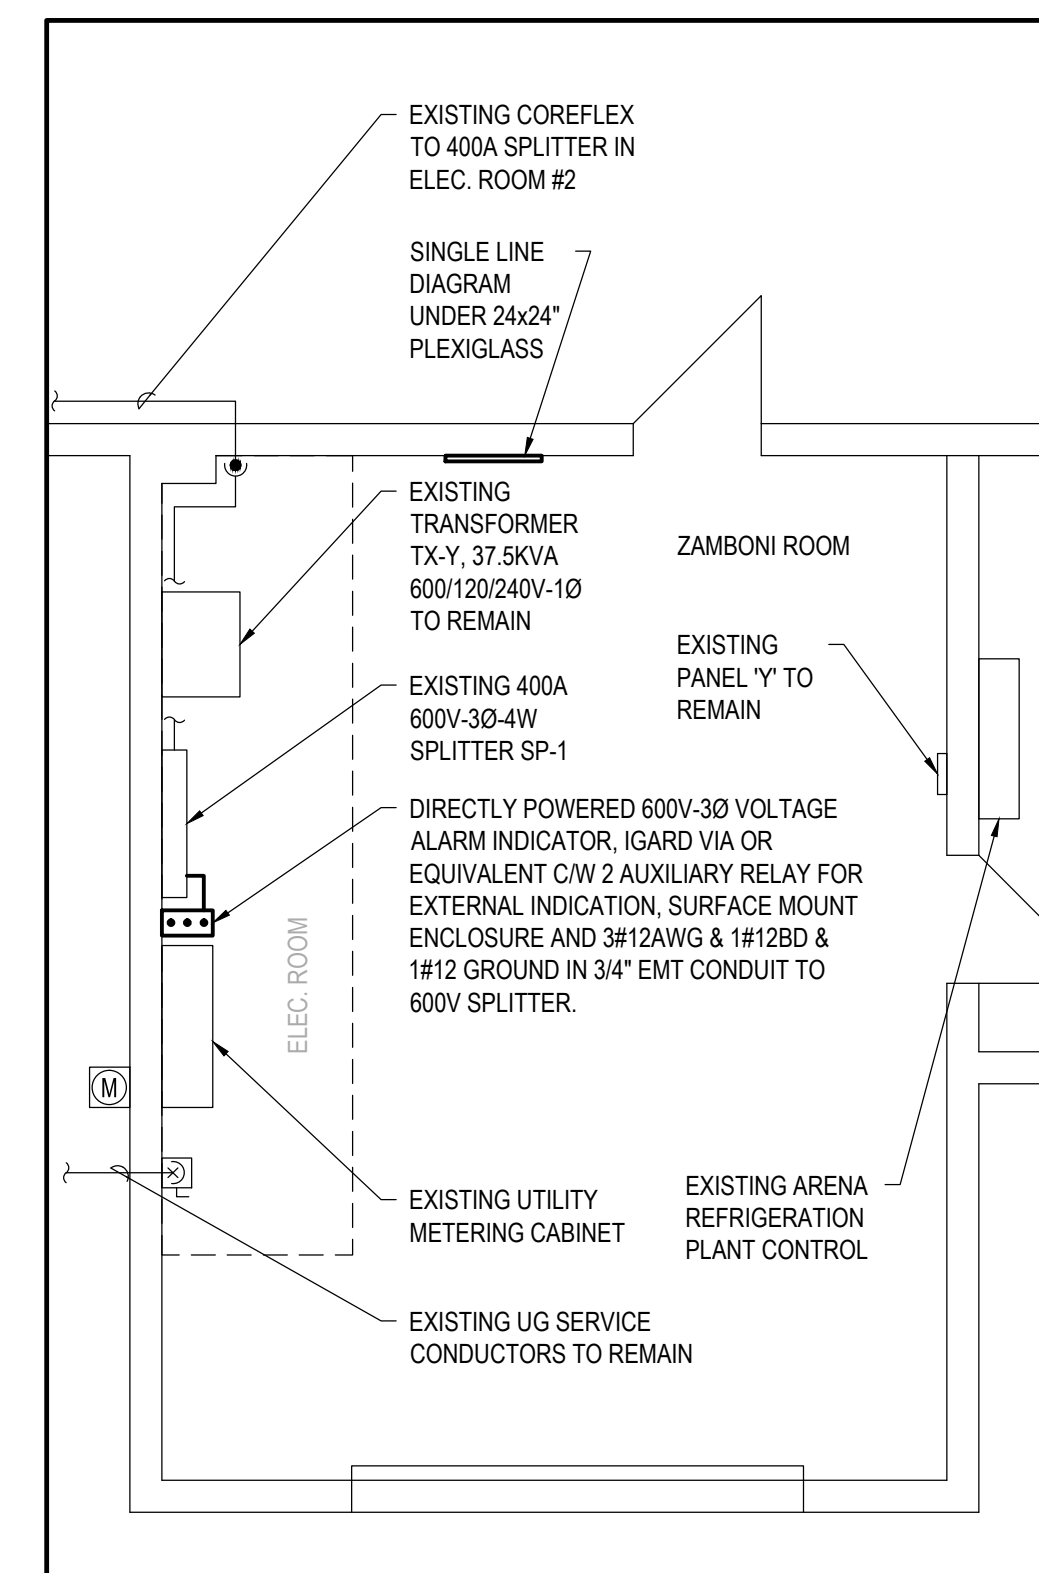 EXISTING COREFLEX
TO 400A SPLITTER IN
ELEC. ROOM #2
SINGLE LINE
DIAGRAM
UNDER 24x24"
PLEXIGLASS
EXISTING
TRANSFORMER
TX-Y, 37.5KVA
600/120/240V-1Ø
TO REMAIN
ZAMBONI ROOM
EXISTING
PANEL 'Y' TO
REMAIN
EXISTING 400A
600V-3Ø-4W
SPLITTER SP-1
DIRECTLY POWERED 600V-3Ø VOLTAGE
ALARM INDICATOR, IGARD VIA OR
EQUIVALENT C/W 2 AUXILIARY RELAY FOR
EXTERNAL INDICATION, SURFACE MOUNT
ENCLOSURE AND 3#12AWG & 1#12BD &
1#12 GROUND IN 3/4" EMT CONDUIT TO
600V SPLITTER.
ELEC. ROOM
M
EXISTING UTILITY
METERING CABINET
EXISTING ARENA
REFRIGERATION
PLANT CONTROL
EXISTING UG SERVICE
CONDUCTORS TO REMAIN